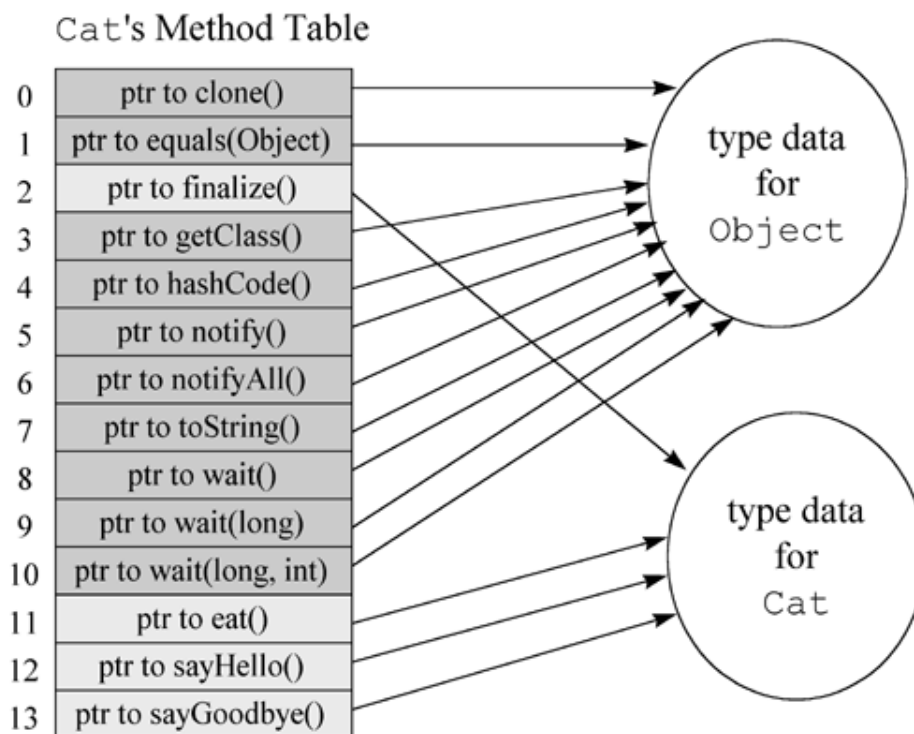 Cat's Method Table
0 ptr to clone()
1 ptr to equals(Object)
2 ptr to finalize()
3 ptr to getClass()
4 ptr to hashCode()
5 ptr to notify()
6 ptr to notifyAll()
7 ptr to toString()
8 ptr to wait()
9 ptr to wait(long)
10 ptr to wait(long, int)
11 ptr to eat()
12 ptr to sayHello()
13 ptr to sayGoodbye()
type data
for
Object
type data
for
Cat